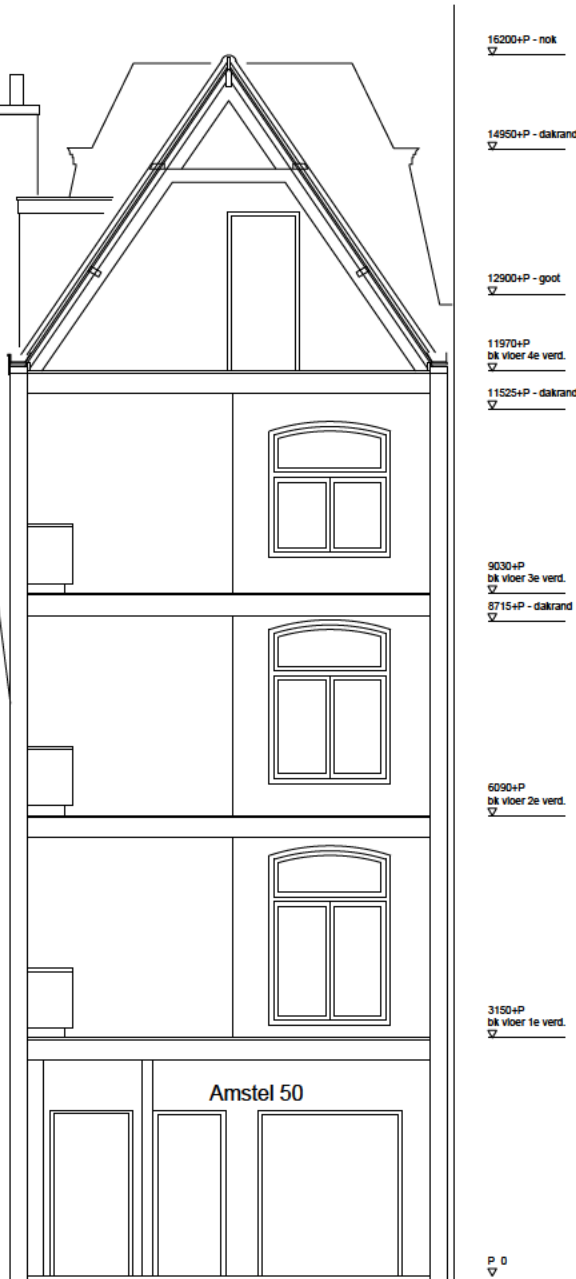 16200+P - nok
14950+P - dakrand
12900+P - goot
11970+P
bk vloer 4e verd.
11525+P - dakrand
9030+P
bk vloer 3e verd.
8715+P - dakrand
6090+P
bk vloer 2e verd.
3150+P
bk vloer 1e verd.
Amstel 50
P 0